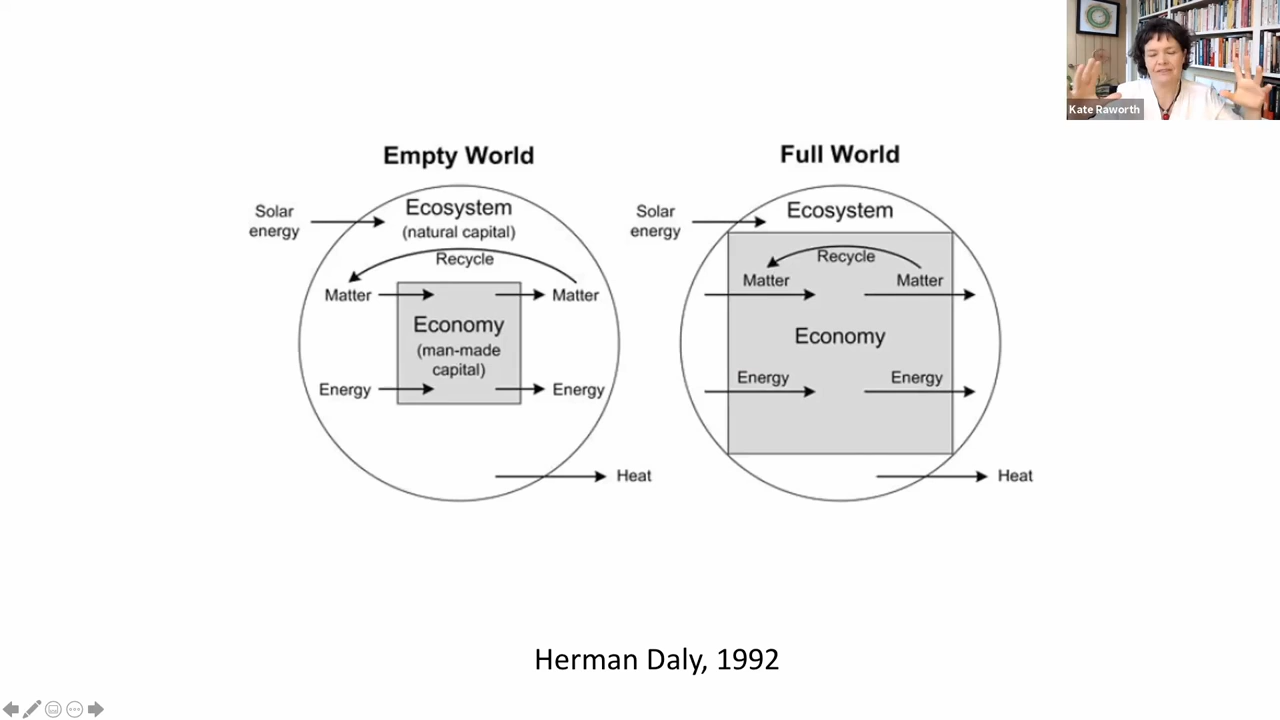 Kate Raworth
Empty World
Solar
energy
Ecosystem
(natural capital)
Recycle
Matter
Matter
Economy
(man-made
capital)
Energy
Energy
Heat
Full World
Solar
energy
Ecosystem
Recycle
Matter
Matter
Economy
Energy
Energy
Heat
Herman Daly, 1992